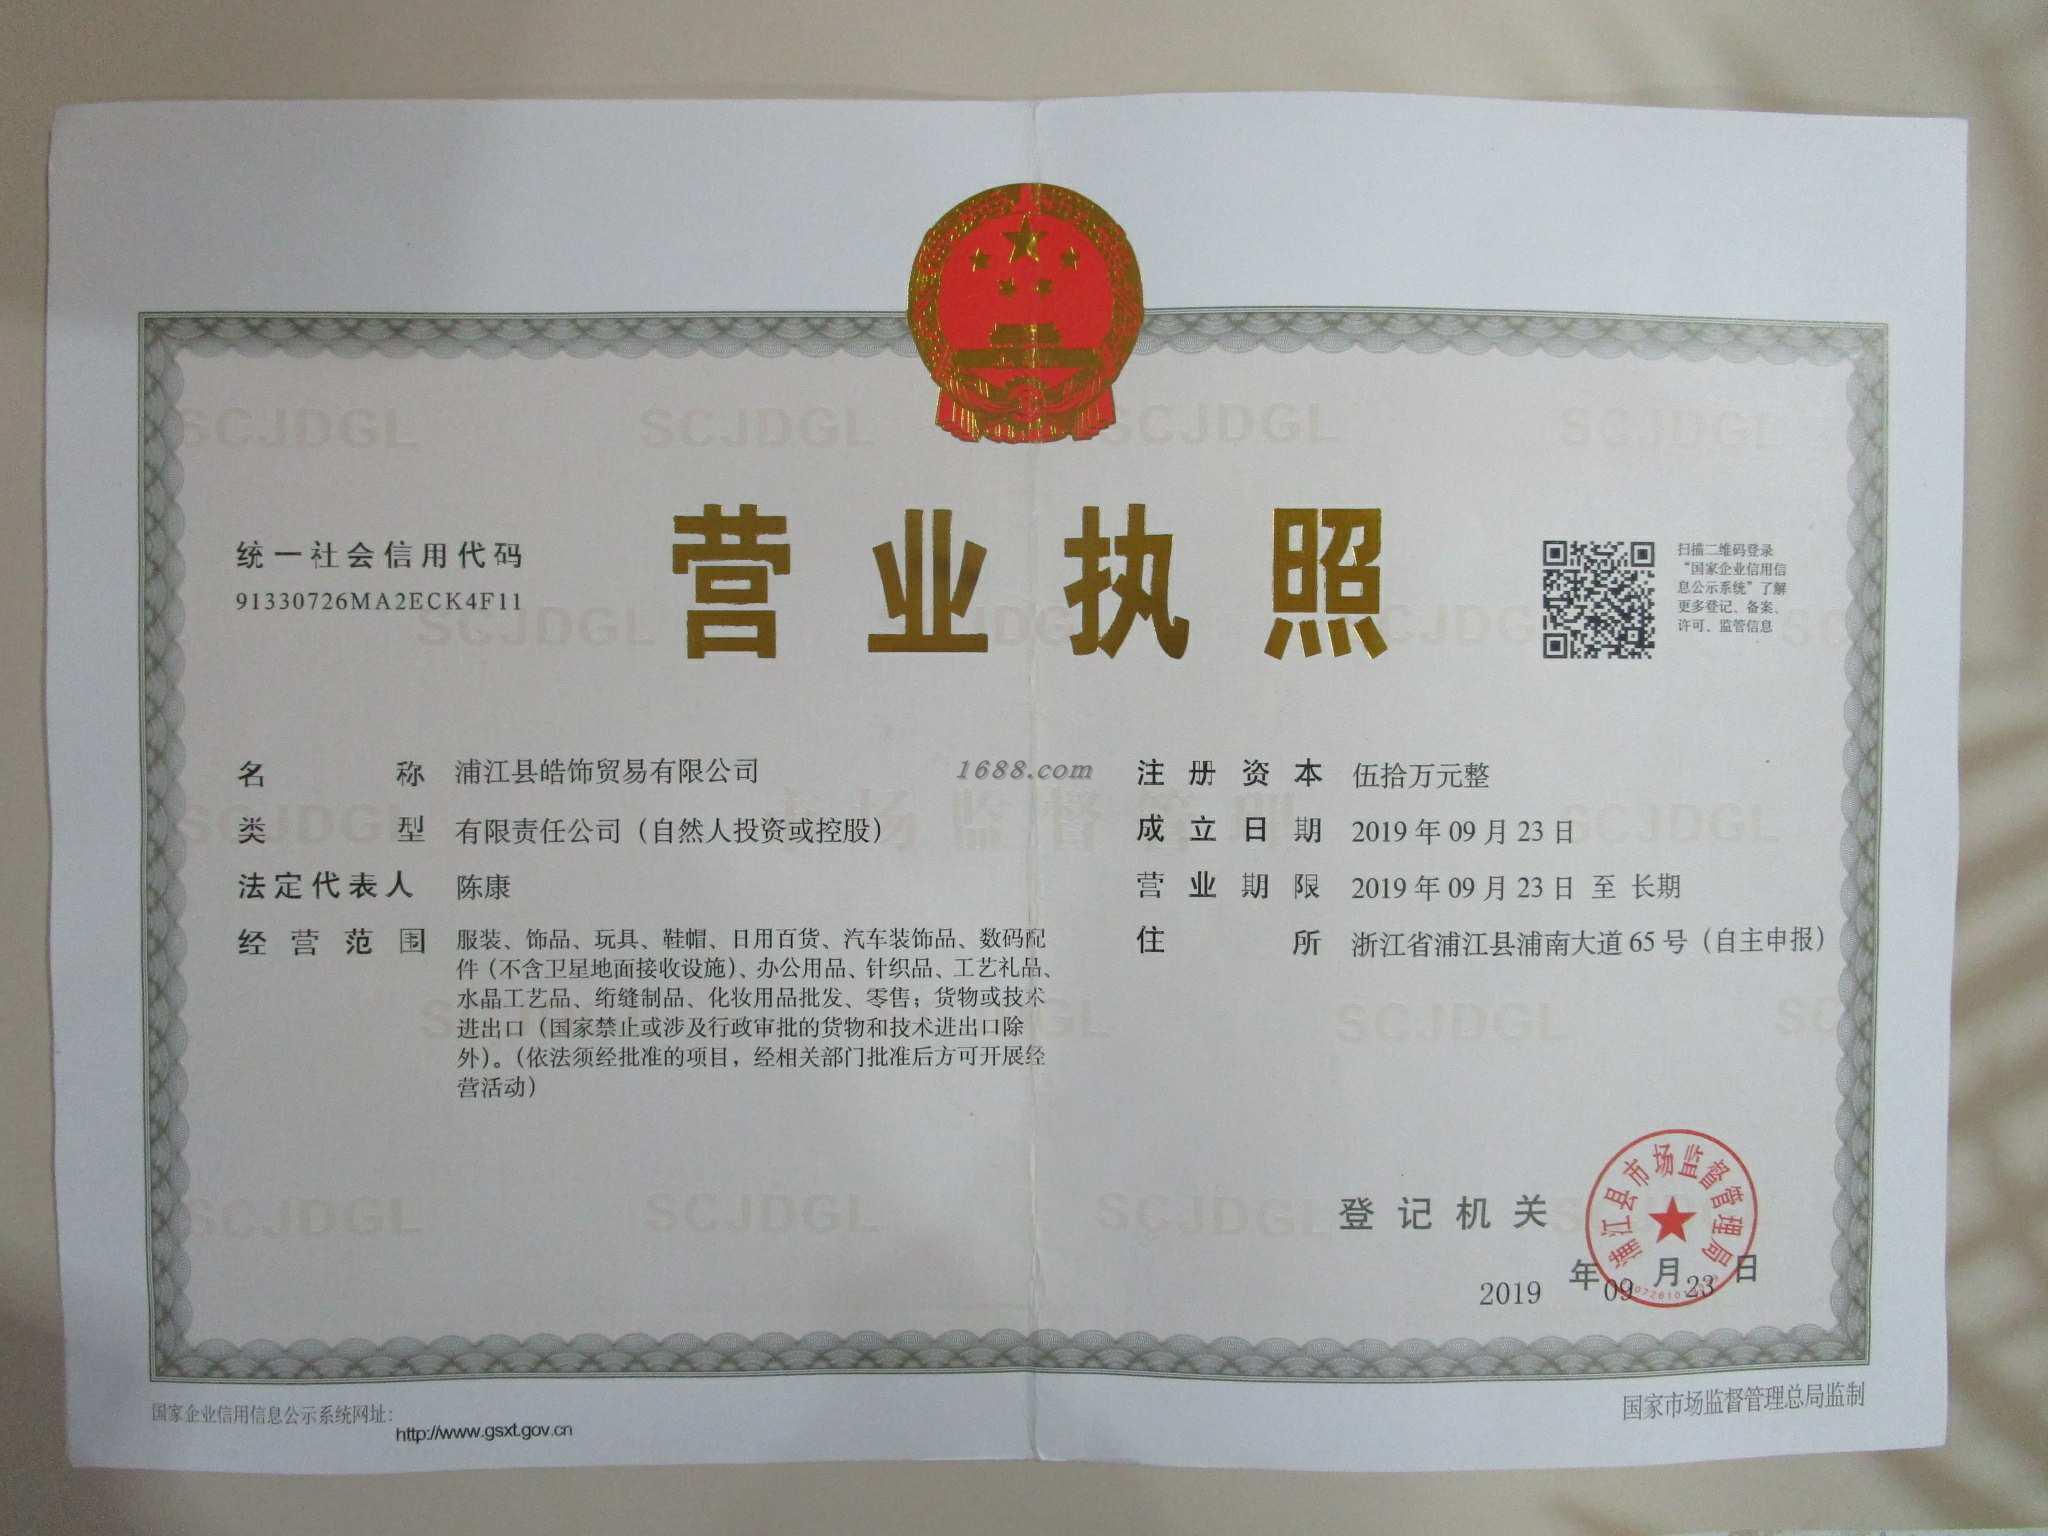 营业执照
统一社会信用代码
91330726MA2ECK4F11
扫描二维码登录
“国家企业信用信
息公示系统”了解
更多登记、备案、
许可、监管信息
名称 浦江县皓饰贸易有限公司
类型 有限责任公司（自然人投资或控股）
法定代表人 陈康
经营范围 服装、饰品、玩具、鞋帽、日用百货、汽车装饰品、数码配
件（不含卫星地面接收设施）、办公用品、针织品、工艺礼品、
水晶工艺品、绗缝制品、化妆用品批发、零售；货物或技术
进出口（国家禁止或涉及行政审批的货物和技术进出口除
外）。（依法须经批准的项目，经相关部门批准后方可开展经
营活动）
1688.com
注册资本 伍拾万元整
成立日期 2019年09月23日
营业期限 2019年09月23日 至 长期
住所 浙江省浦江县浦南大道65号（自主申报）
登记机关
浦江县市场监督管理局
2019年09月23日
国家企业信用信息公示系统网址：
http://www.gsxt.gov.cn
国家市场监督管理总局监制
SCJDGL
市场监督管理